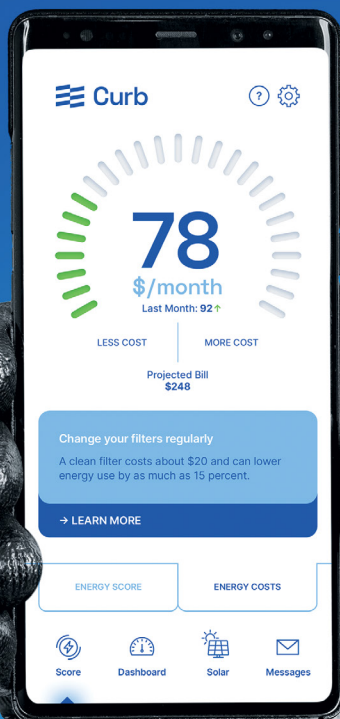 Curb
?
78
$/month
Last Month: 92↑
LESS COST
MORE COST
Projected Bill
$248
Change your filters regularly
A clean filter costs about $20 and can lower
energy use by as much as 15 percent.
→ LEARN MORE
ENERGY SCORE
ENERGY COSTS
Score
Dashboard
Solar
Messages